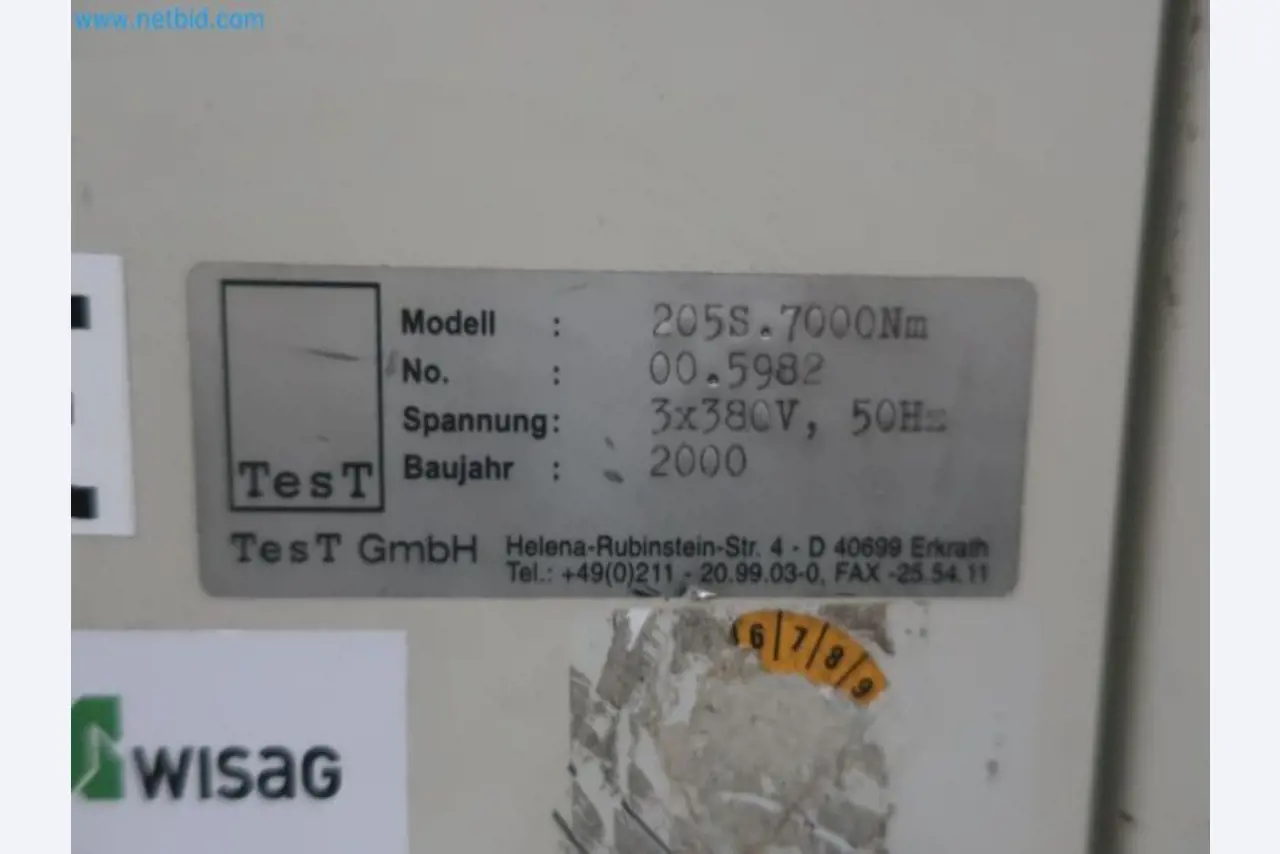 www.netbid.com
Modell : 205S.7000Nm
No. : 00.5982
Spannung: 3x380V, 50Hz
Baujahr : 2000
TesT
TesT GmbH Helena-Rubinstein-Str. 4 - D 40699 Erkrath
Tel.: +49(0)211 - 20.99.03-0, FAX -25.54.11
6 7 8 9
WISAG